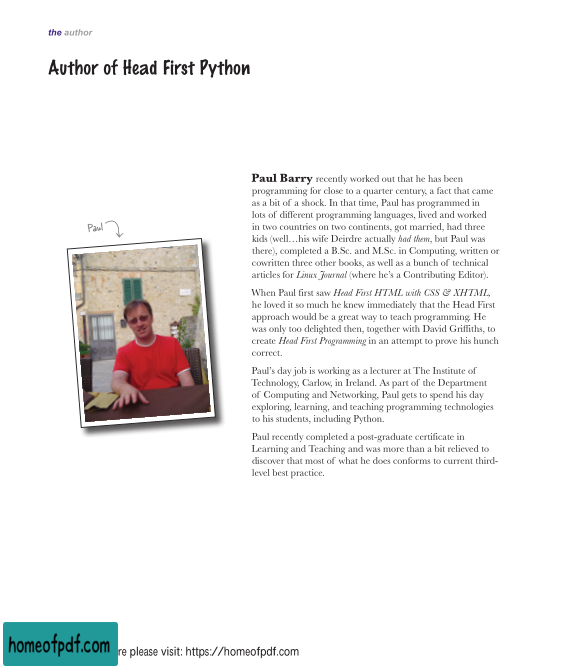 the author
Author of Head First Python
Paul
Paul Barry recently worked out that he has been
programming for close to a quarter century, a fact that came
as a bit of a shock. In that time, Paul has programmed in
lots of different programming languages, lived and worked
in two countries on two continents, got married, had three
kids (well…his wife Deirdre actually had them, but Paul was
there), completed a B.Sc. and M.Sc. in Computing, written or
cowritten three other books, as well as a bunch of technical
articles for Linux Journal (where he's a Contributing Editor).
When Paul first saw Head First HTML with CSS & XHTML,
he loved it so much he knew immediately that the Head First
approach would be a great way to teach programming. He
was only too delighted then, together with David Griffiths, to
create Head First Programming in an attempt to prove his hunch
correct.
Paul's day job is working as a lecturer at The Institute of
Technology, Carlow, in Ireland. As part of the Department
of Computing and Networking, Paul gets to spend his day
exploring, learning, and teaching programming technologies
to his students, including Python.
Paul recently completed a post-graduate certificate in
Learning and Teaching and was more than a bit relieved to
discover that most of what he does conforms to current third-
level best practice.
homeofpdf.com re please visit: https://homeofpdf.com